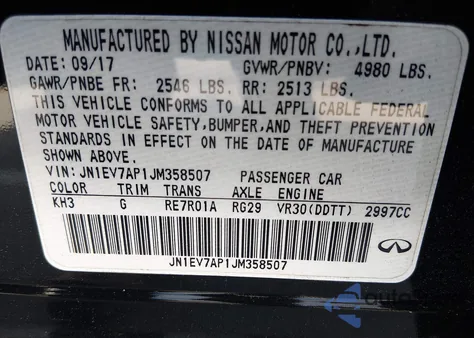 MANUFACTURED BY NISSAN MOTOR CO.,LTD.
DATE: 09/17 GVWR/PNBV: 4980 LBS.
GAWR/PNBE FR: 2546 LBS. RR: 2513 LBS.
THIS VEHICLE CONFORMS TO ALL APPLICABLE FEDERAL
MOTOR VEHICLE SAFETY, BUMPER, AND THEFT PREVENTION
STANDARDS IN EFFECT ON THE DATE OF MANUFACTURE
SHOWN ABOVE.
VIN: JN1EV7AP1JM358507 PASSENGER CAR
COLOR TRIM TRANS AXLE ENGINE
KH3 G RE7R01A RG29 VR30(DDTT) 2997CC
JN1EV7AP1JM358507